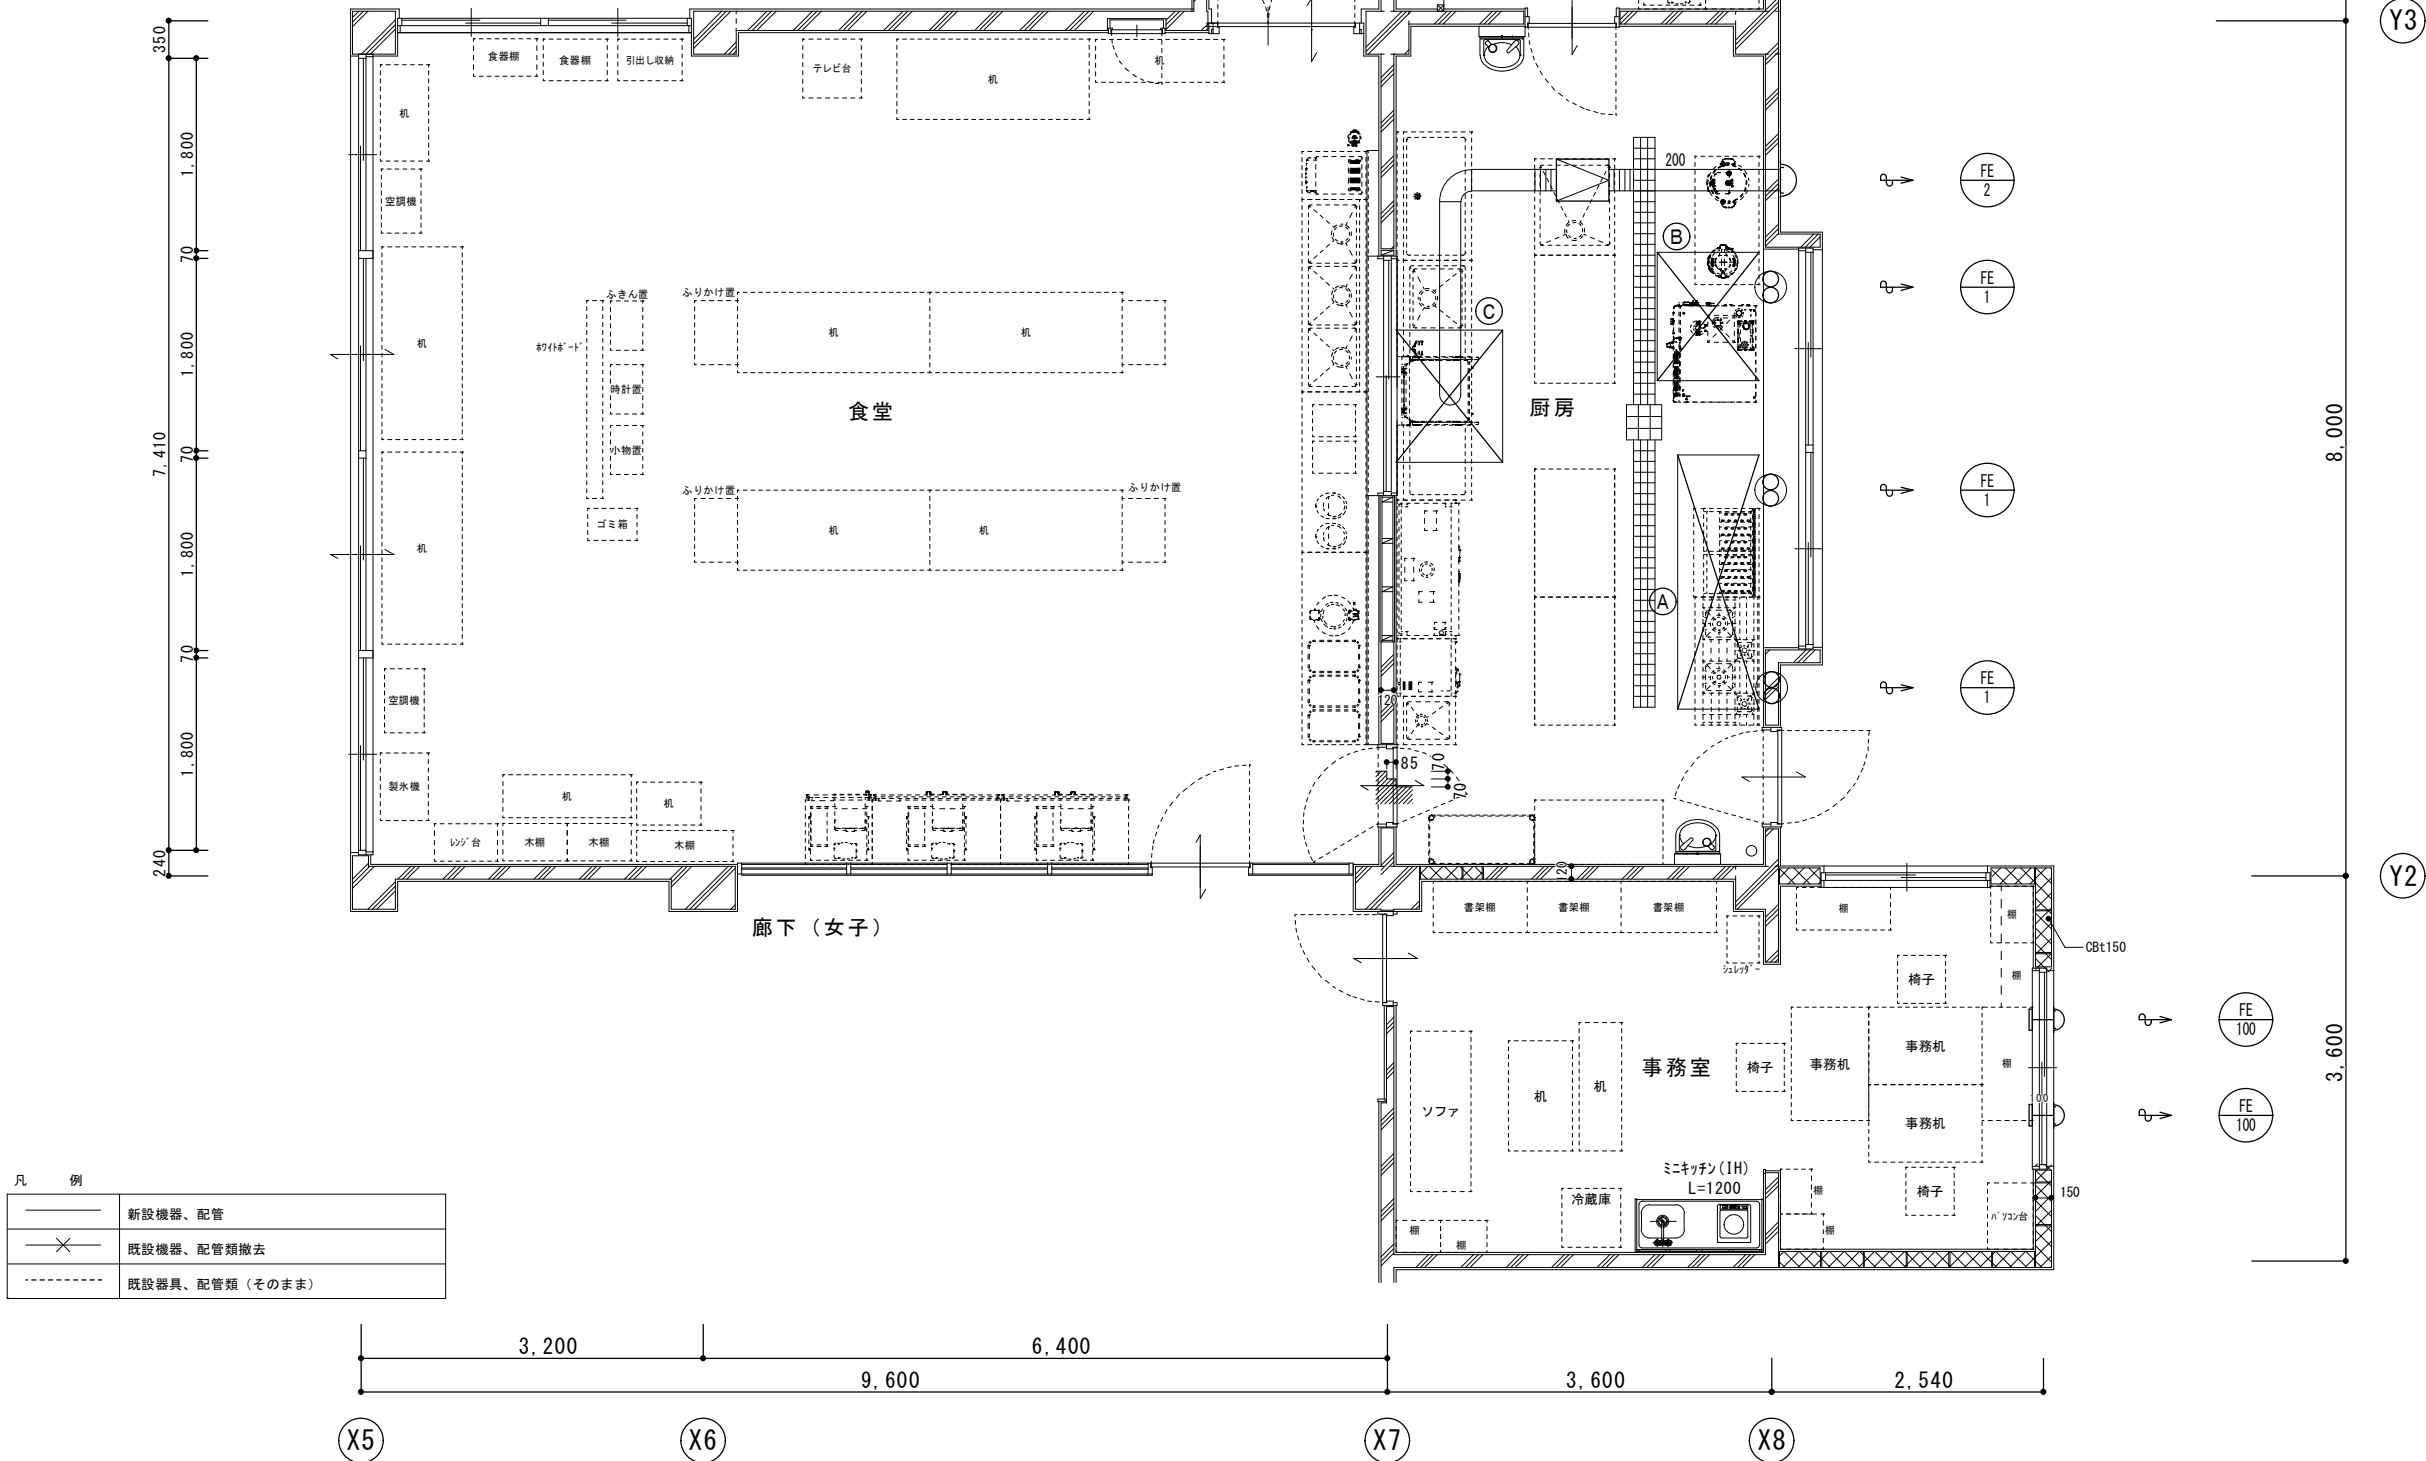 Y3
350
食器棚
食器棚
引出し収納
テレビ台
机
机
机
1,800
200
FE
2
空調機
B
70
FE
1
ふきん置
ふりかけ置
C
机
机
机
ホワイトボード
1,800
時計置
食堂
厨房
8,000
7,410
70
小物置
ふりかけ置
ふりかけ置
FE
1
ゴミ箱
机
机
机
1,800
A
70
FE
1
空調機
120
1,800
85
70
70
製氷機
机
机
レンジ台
木棚
木棚
木棚
240
120
Y2
廊下（女子）
書架棚
書架棚
書架棚
棚
棚
シュレッダー
CBt150
椅子
棚
FE
100
事務机
事務室
椅子
事務机
棚
3,600
机
机
ソファ
100
FE
100
事務机
凡　例
ミニキッチン(IH)
L=1200
冷蔵庫
棚
椅子
150
パソコン台
新設機器、配管
棚
棚
棚
既設機器、配管類撤去
既設器具、配管類（そのまま）
3,200
6,400
9,600
3,600
2,540
X5
X6
X7
X8